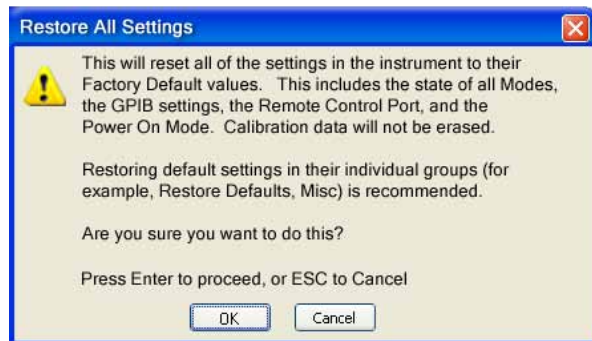 Restore All Settings
This will reset all of the settings in the instrument to their
Factory Default values. This includes the state of all Modes,
the GPIB settings, the Remote Control Port, and the
Power On Mode. Calibration data will not be erased.
Restoring default settings in their individual groups (for
example, Restore Defaults, Misc) is recommended.
Are you sure you want to do this?
Press Enter to proceed, or ESC to Cancel
OK
Cancel